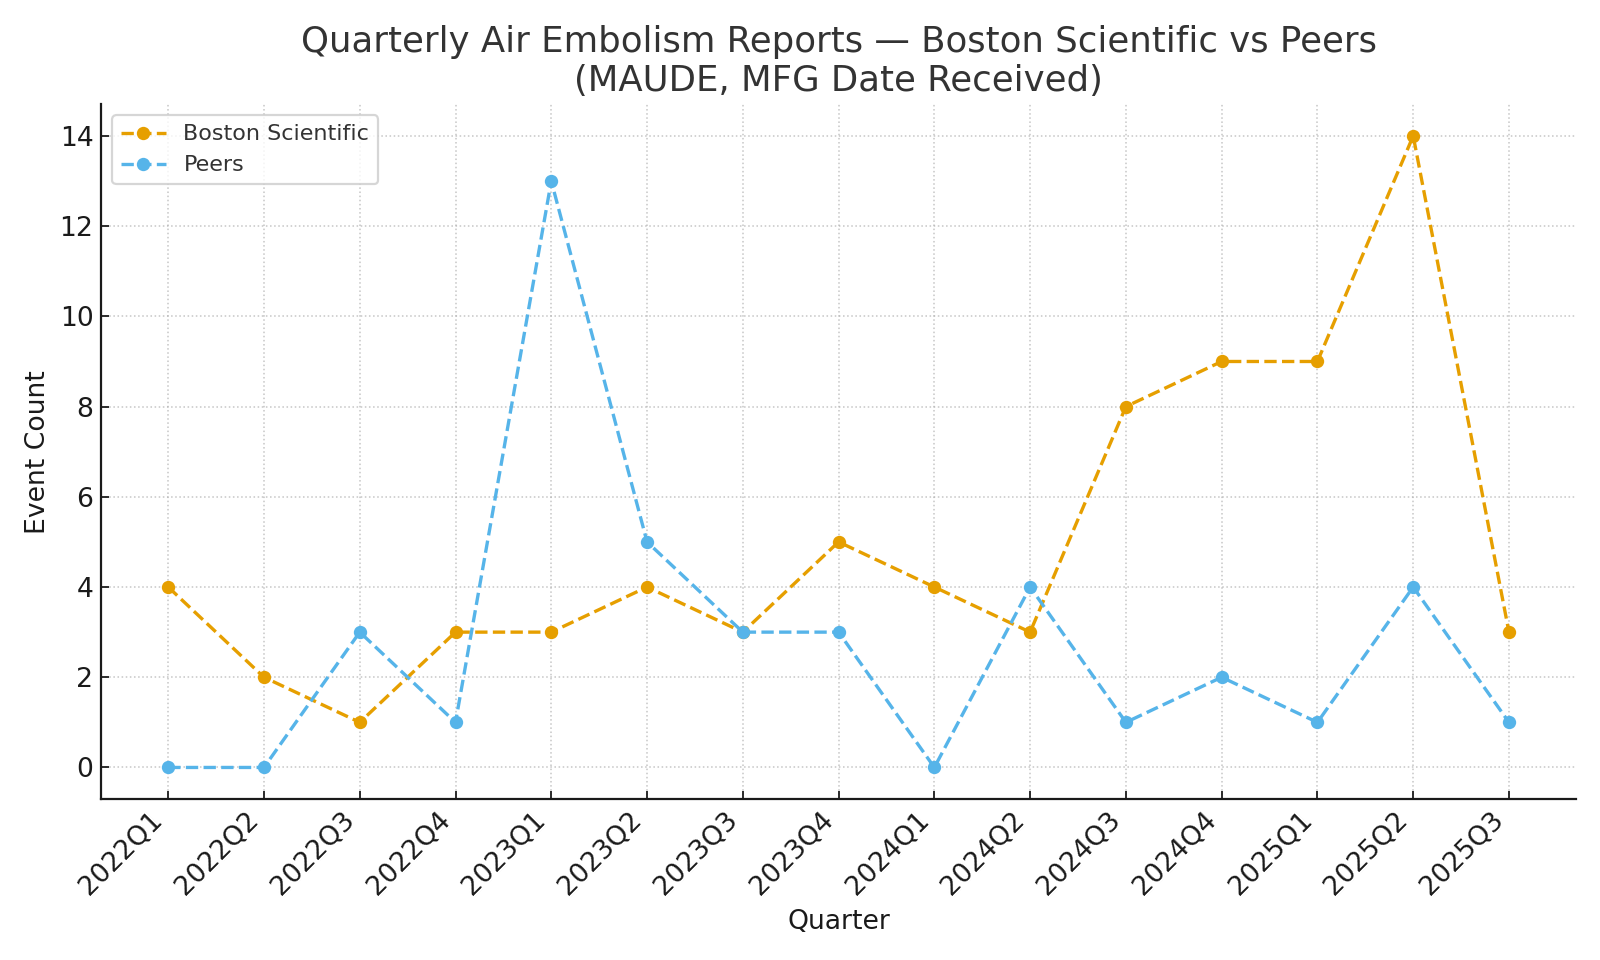 Quarterly Air Embolism Reports — Boston Scientific vs Peers
(MAUDE, MFG Date Received)
Boston Scientific
Peers
Event Count
14
12
10
8
6
4
2
0
2022Q1
2022Q2
2022Q3
2022Q4
2023Q1
2023Q2
2023Q3
2023Q4
2024Q1
2024Q2
2024Q3
2024Q4
2025Q1
2025Q2
2025Q3
Quarter